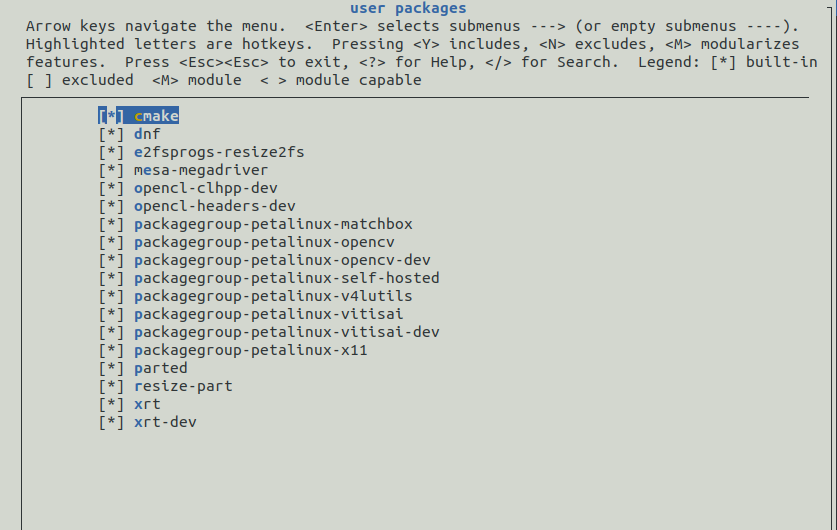 user packages
Arrow keys navigate the menu.  <Enter> selects submenus ---> (or empty submenus ----).
Highlighted letters are hotkeys.  Pressing <Y> includes, <N> excludes, <M> modularizes
features.  Press <Esc><Esc> to exit, <?> for Help, </> for Search.  Legend: [*] built-in
[ ] excluded  <M> module  < > module capable
[*] cmake
[*] dnf
[*] e2fsprogs-resize2fs
[*] mesa-megadriver
[*] opencl-clhpp-dev
[*] opencl-headers-dev
[*] packagegroup-petalinux-matchbox
[*] packagegroup-petalinux-opencv
[*] packagegroup-petalinux-opencv-dev
[*] packagegroup-petalinux-self-hosted
[*] packagegroup-petalinux-v4lutils
[*] packagegroup-petalinux-vitisai
[*] packagegroup-petalinux-vitisai-dev
[*] packagegroup-petalinux-x11
[*] parted
[*] resize-part
[*] xrt
[*] xrt-dev